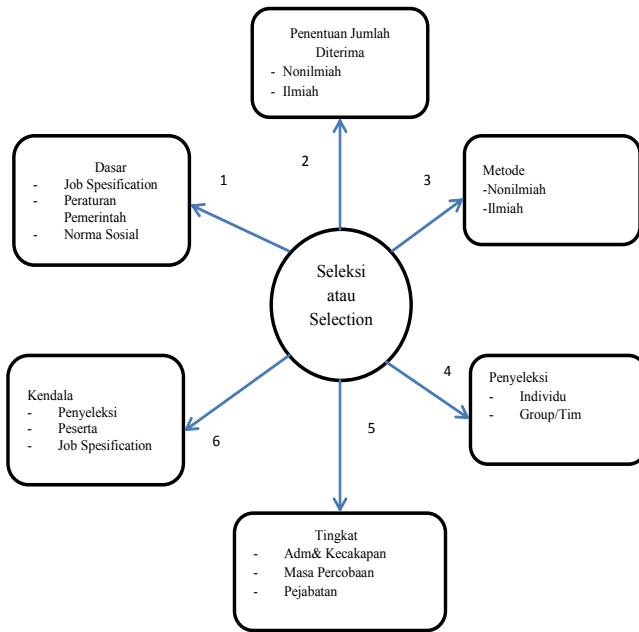 Penentuan Jumlah
Diterima
- Nonilmiah
- Ilmiah
Dasar
- Job Spesification
- Peraturan
Pemerintah
- Norma Sosial
1
2
3
Metode
-Nonilmiah
-Ilmiah
Seleksi
atau
Selection
Kendala
- Penyeleksi
- Peserta
- Job Spesification
6
5
4
Penyeleksi
- Individu
- Group/Tim
Tingkat
- Adm& Kecakapan
- Masa Percobaan
- Pejabatan